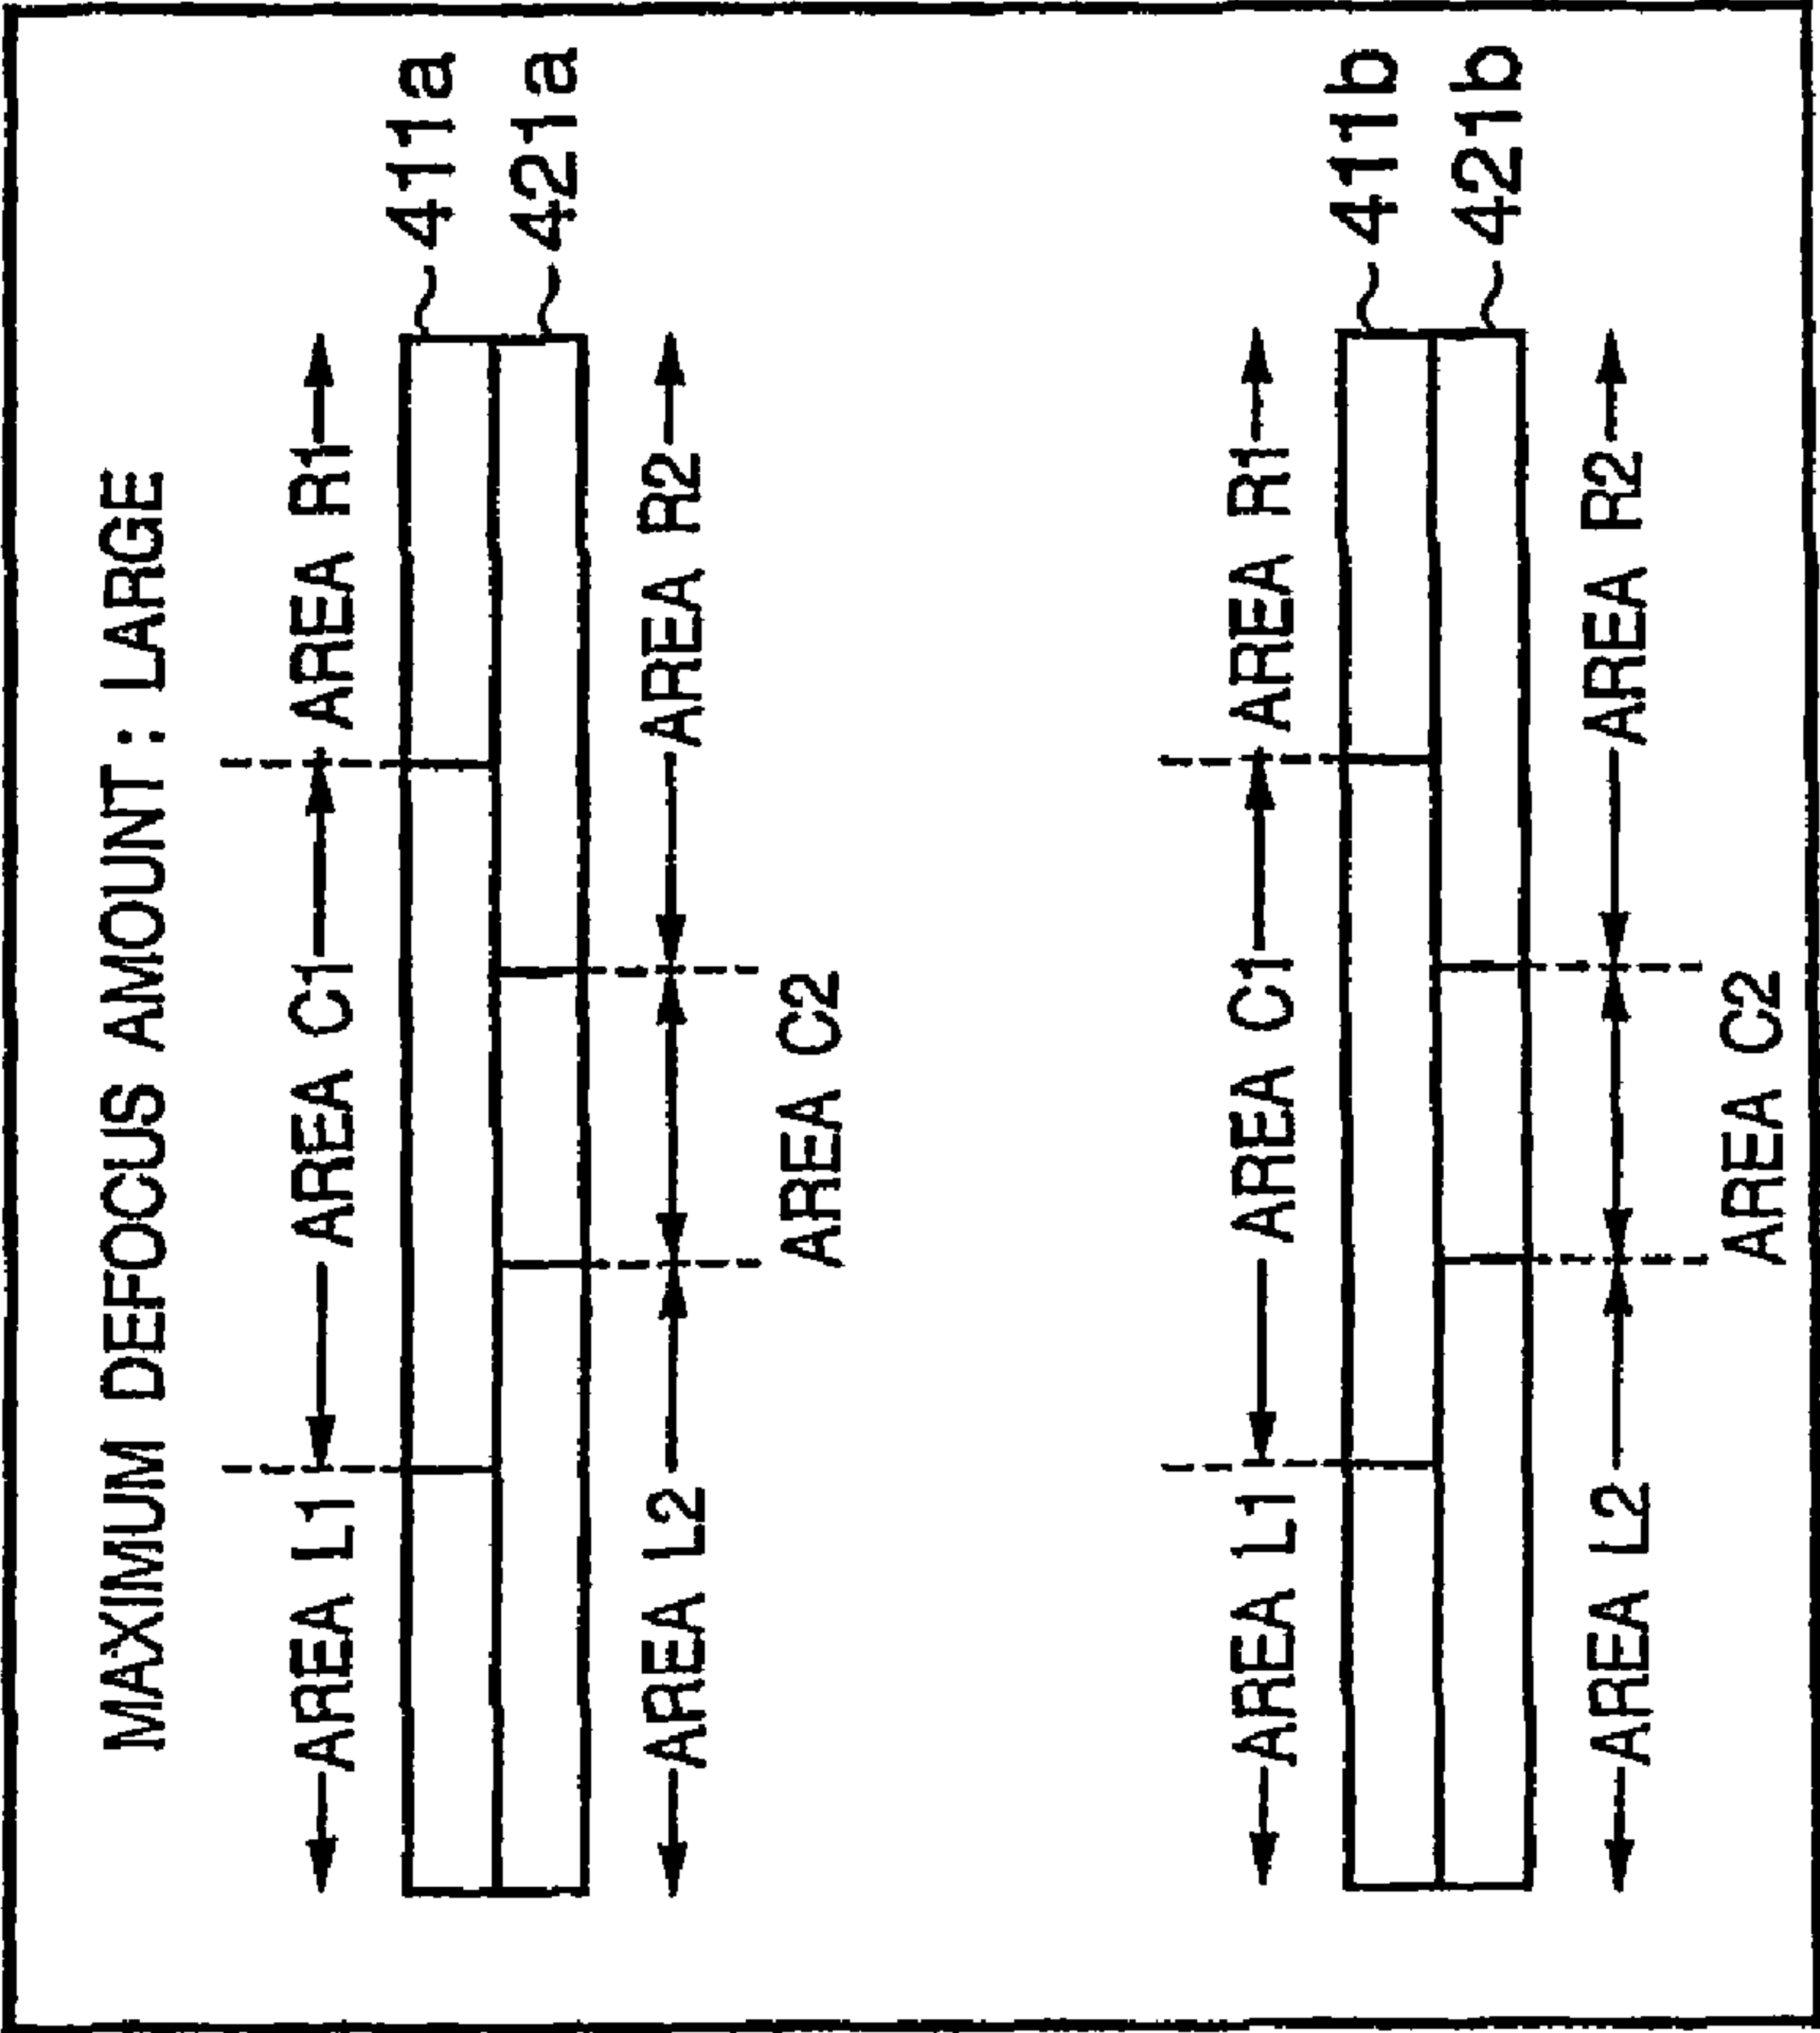 MAXIMUM DEFOCUS AMOUNT : LARGE
AREA L1 AREA C1 AREA R1
411a
421a
AREA L2 AREA R2
AREA C2
AREA L1 AREA C1 AREA R1
411b
421b
AREA L2 AREA R2
AREA C2